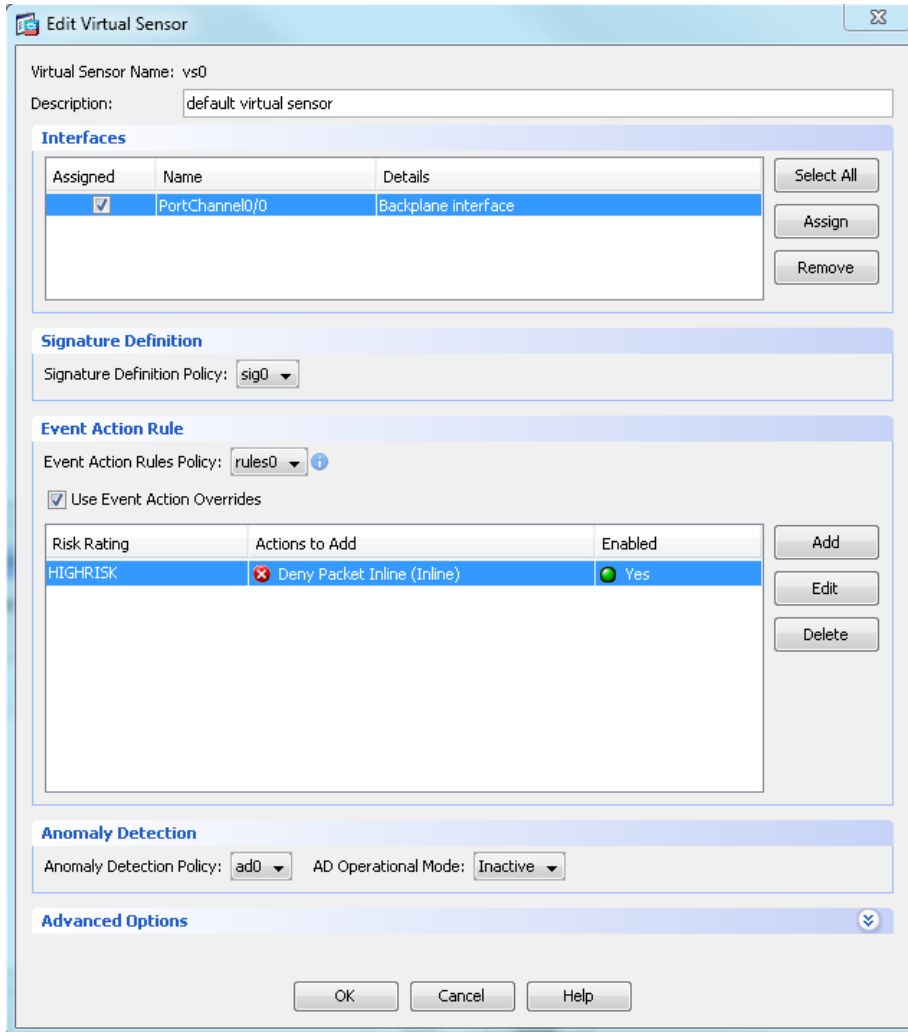 Edit Virtual Sensor
Virtual Sensor Name: vs0
Description: default virtual sensor
Interfaces
Assigned Name Details
PortChannel0/0 Backplane interface
Select All
Assign
Remove
Signature Definition
Signature Definition Policy: sig0
Event Action Rule
Event Action Rules Policy: rules0
Use Event Action Overrides
Risk Rating Actions to Add Enabled
HIGHRISK Deny Packet Inline (Inline) Yes
Add
Edit
Delete
Anomaly Detection
Anomaly Detection Policy: ad0 AD Operational Mode: Inactive
Advanced Options
OK Cancel Help